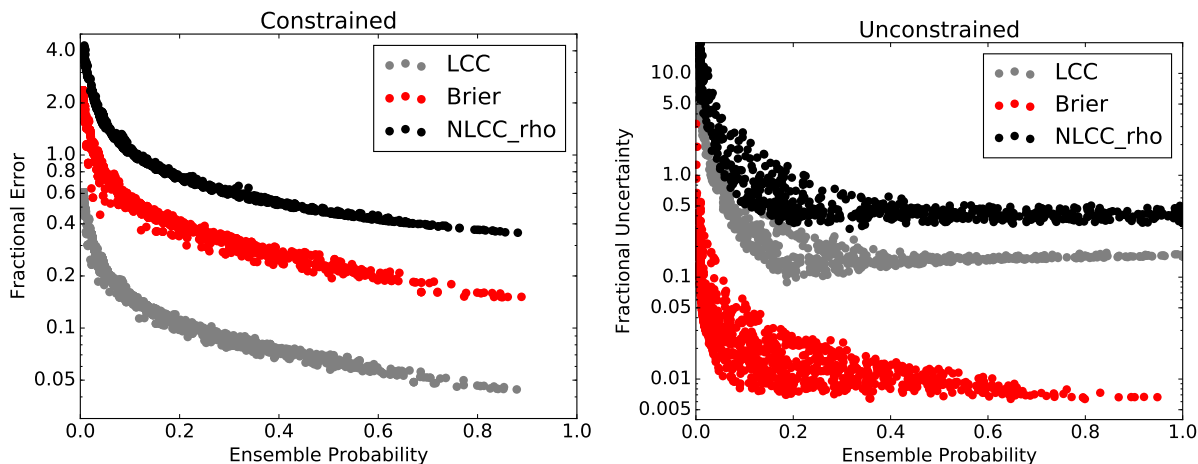 Constrained
4.0
2.0
1.0
0.8
0.6
0.4
0.2
0.1
0.05
Fractional Error
0.0 0.2 0.4 0.6 0.8 1.0
Ensemble Probability
LCC
Brier
NLCC_rho
Unconstrained
10.0
5.0
1.0
0.5
0.1
0.05
0.01
0.005
Fractional Uncertainty
0.0 0.2 0.4 0.6 0.8 1.0
Ensemble Probability
LCC
Brier
NLCC_rho